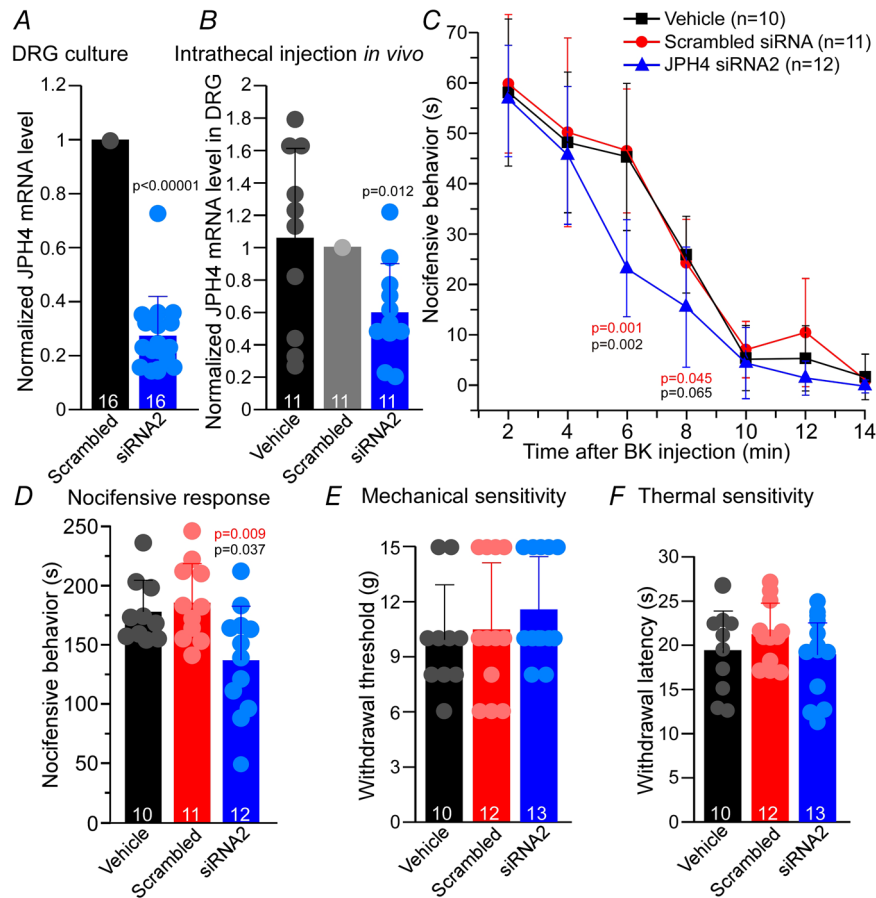 A
DRG culture
Normalized JPH4 mRNA level
1.2
1
0.8
0.6
0.4
0.2
0
p<0.00001
16
16
Scrambled
siRNA2
B
Intrathecal injection in vivo
Normalized JPH4 mRNA level in DRG
2
1.8
1.6
1.4
1.2
1
0.8
0.6
0.4
0.2
0
p=0.012
11
11
11
Vehicle
Scrambled
siRNA2
C
Vehicle (n=10)
Scrambled siRNA (n=11)
JPH4 siRNA2 (n=12)
Nocifensive behavior (s)
70
60
50
40
30
20
10
0
p=0.001
p=0.002
p=0.045
p=0.065
2
4
6
8
10
12
14
Time after BK injection (min)
D
Nocifensive response
Nocifensive behavior (s)
250
200
150
100
50
0
p=0.009
p=0.037
10
11
12
Vehicle
Scrambled
siRNA2
E
Mechanical sensitivity
Withdrawal threshold (g)
15
12
9
6
3
0
10
12
13
Vehicle
Scrambled
siRNA2
F
Thermal sensitivity
Withdrawal latency (s)
30
25
20
15
10
5
0
10
12
13
Vehicle
Scrambled
siRNA2